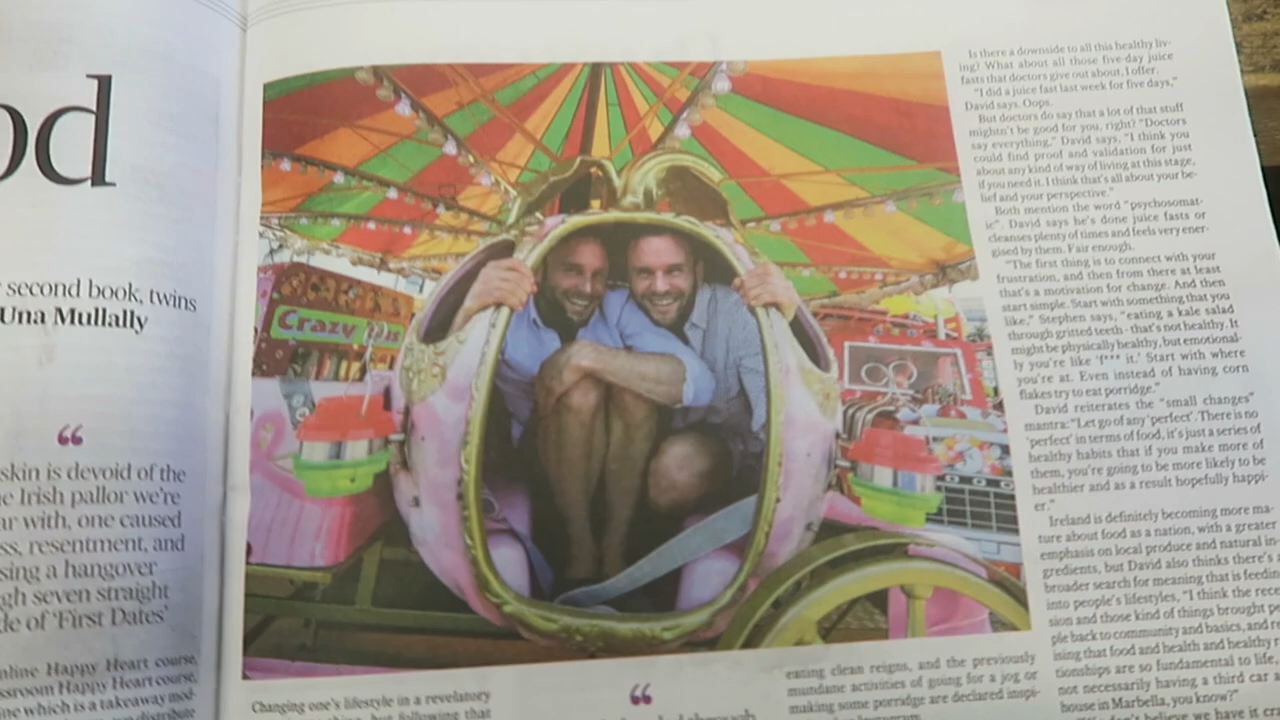 od
second book, twins
Una Mullally
“
skin is devoid of the
Irish pallor we're
with, one caused
resentment, and
a hangover
seven straight
of ‘First Dates’
Happy Heart course,
Happy Heart course,
which is a takeaway
Crazy
Changing one's lifestyle in a revelatory
but following that
“
eating clean reigns, and the previously
mundane activities of going for a jog or
making some porridge are declared
Is there a downside to all this healthy liv-
ing? What about all those five-day juice
fasts that doctors give out about, I offer.
“I did a juice fast last week for five days,”
David says. Oops.
But doctors do say that a lot of that stuff
mightn't be good for you, right? “Doctors
say everything,” David says, “I think you
could find proof and validation for just
about any kind of way of living at this stage,
if you need it. I think that's all about your be-
lief and your perspective.”
Both mention the word “psychosomat-
ic”. David says he's done juice fasts or
cleanses plenty of times and feels very ener-
gised by them. Fair enough.
“The first thing is to connect with your
frustration, and then from there at least
that's a motivation for change. And then
start simple. Start with something that you
like,” Stephen says, “eating a kale salad
through gritted teeth - that's not healthy. It
might be physically healthy, but emotional-
ly you're like ‘f*** it.’ Start with where
you're at. Even instead of having corn
flakes try to eat porridge.”
David reiterates the “small changes”
mantra: “Let go of any ‘perfect’. There is no
‘perfect’ in terms of food, it's just a series of
healthy habits that if you make more of
them, you're going to be more likely to be
healthier and as a result hopefully happi-
er.”
Ireland is definitely becoming more ma-
ture about food as a nation, with a greater
emphasis on local produce and natural in-
gredients, but David also thinks there's
broader search for meaning that is
into people's lifestyles, “I think the
sion and those kind of things brought
ple back to community and basics, and
ising that food and health and healthy
tionships are so fundamental to life,
not necessarily having a third car
house in Marbella, you know?”